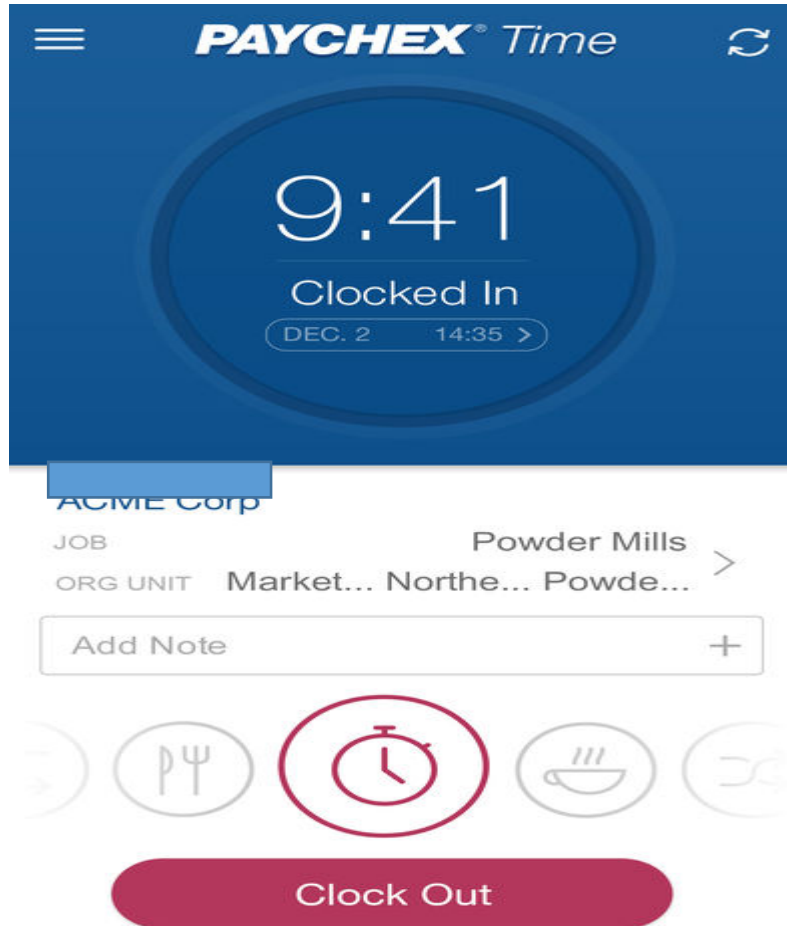 PAYCHEX® Time
9:41
Clocked In
DEC. 2 14:35 >
ACME Corp
JOB Powder Mills
ORG UNIT Market... Northe... Powde...
Add Note +
Clock Out